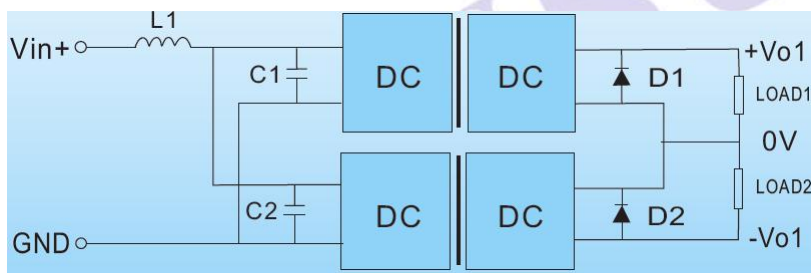 L1
Vin+
C1
DC
DC
D1
+Vo1
LOAD1
0V
C2
DC
DC
D2
LOAD2
GND
-Vo1